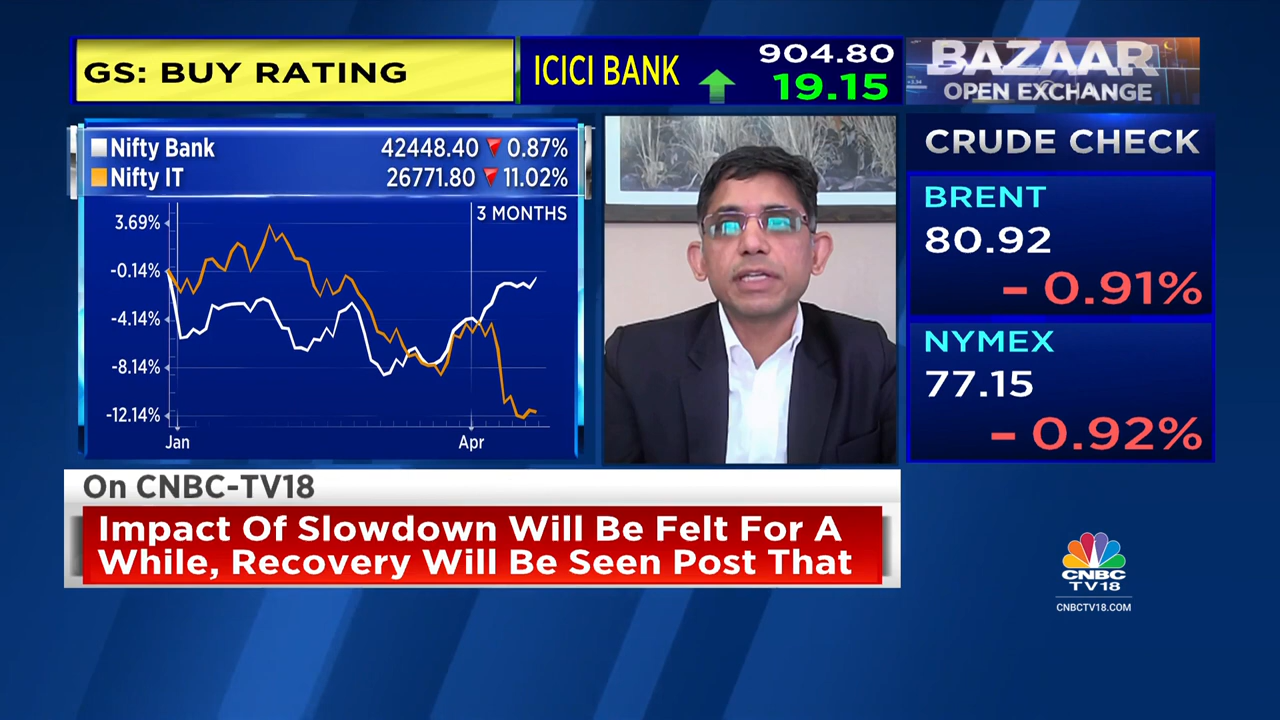 GS: BUY RATING
ICICI BANK
904.80
19.15
BAZAAR
OPEN EXCHANGE
Nifty Bank 42448.40 0.87%
Nifty IT 26771.80 11.02%
3 MONTHS
3.69%
-0.14%
-4.14%
-8.14%
-12.14%
Jan Apr
CRUDE CHECK
BRENT
80.92
– 0.91%
NYMEX
77.15
– 0.92%
On CNBC-TV18
Impact Of Slowdown Will Be Felt For A
While, Recovery Will Be Seen Post That
CNBC
TV18
CNBCTV18.COM